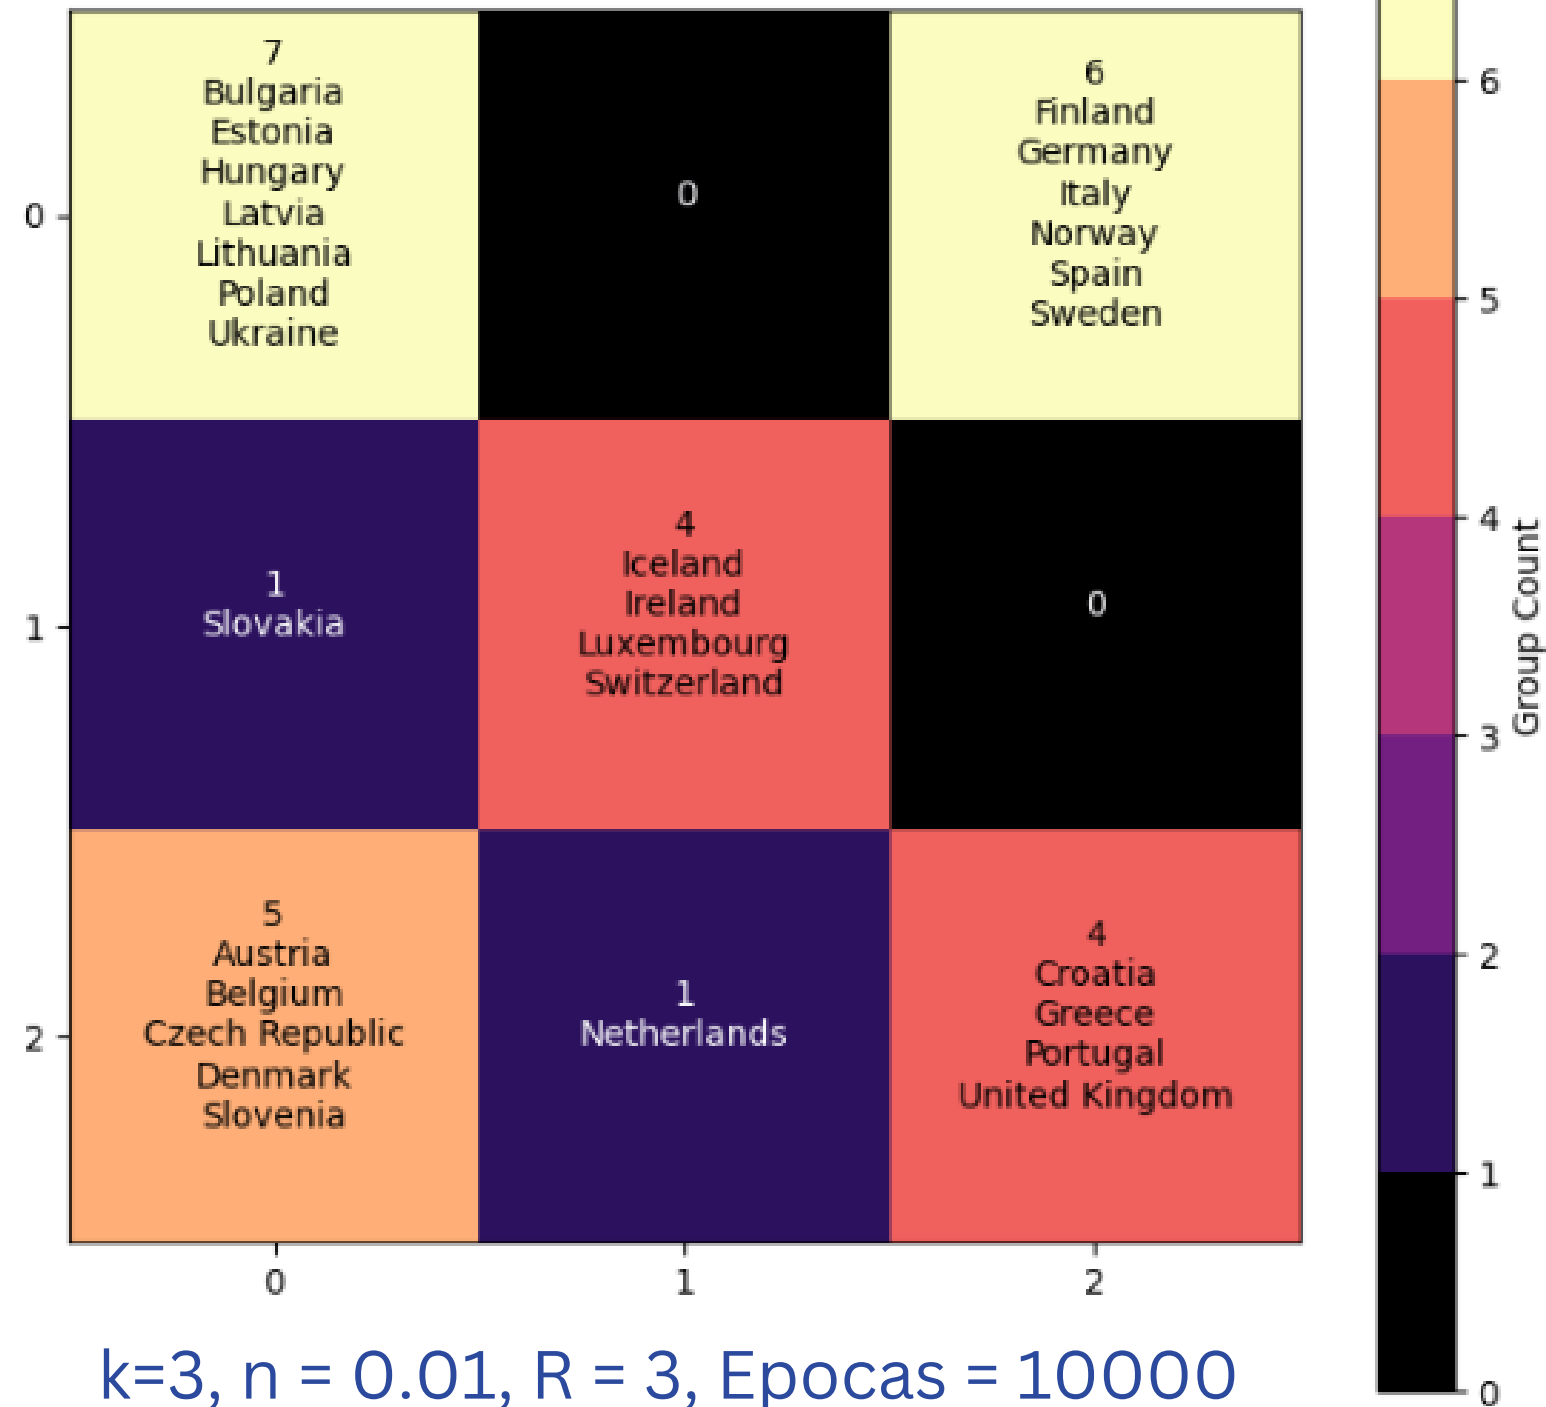 7
Bulgaria
Estonia
Hungary
Latvia
Lithuania
Poland
Ukraine
0
6
Finland
Germany
Italy
Norway
Spain
Sweden
0
1
Slovakia
4
Iceland
Ireland
Luxembourg
Switzerland
0
1
5
Austria
Belgium
Czech Republic
Denmark
Slovenia
1
Netherlands
4
Croatia
Greece
Portugal
United Kingdom
2
0
1
2
6
5
4
3
2
1
0
Group Count
k=3, n = 0.01, R = 3, Epocas = 10000